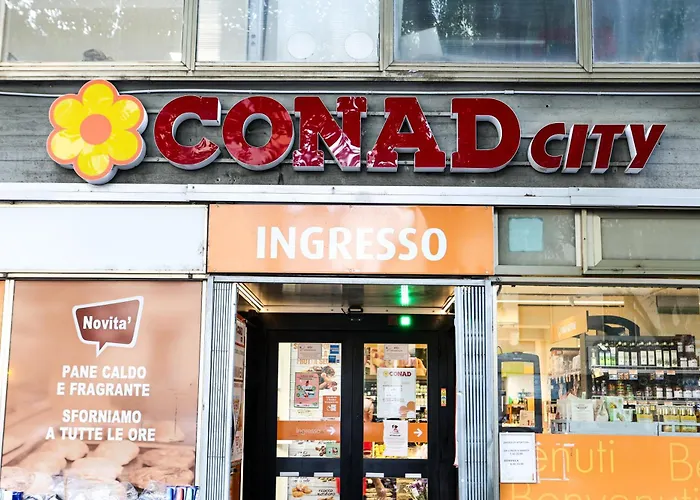 CONAD CITY
INGRESSO
Novita'
PANE CALDO
E FRAGRANTE
SFORNIAMO
A TUTTE LE ORE
CONAD